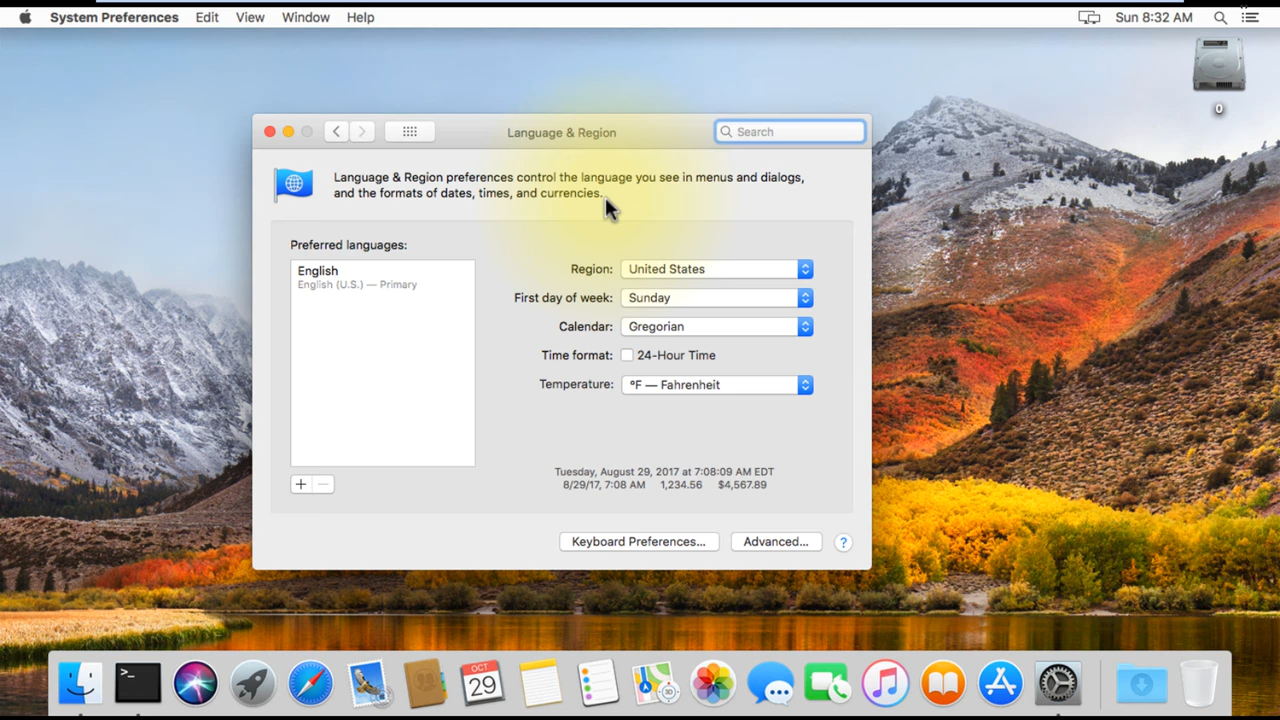 System Preferences Edit View Window Help Sun 8:32 AM
0
Language & Region Search
Language & Region preferences control the language you see in menus and dialogs,
and the formats of dates, times, and currencies.
Preferred languages:
English
English (U.S.) — Primary
Region: United States
First day of week: Sunday
Calendar: Gregorian
Time format: 24-Hour Time
Temperature: °F — Fahrenheit
Tuesday, August 29, 2017 at 7:08:09 AM EDT
8/29/17, 7:08 AM 1,234.56 $4,567.89
Keyboard Preferences... Advanced... ?
>_ OCT 3D
29